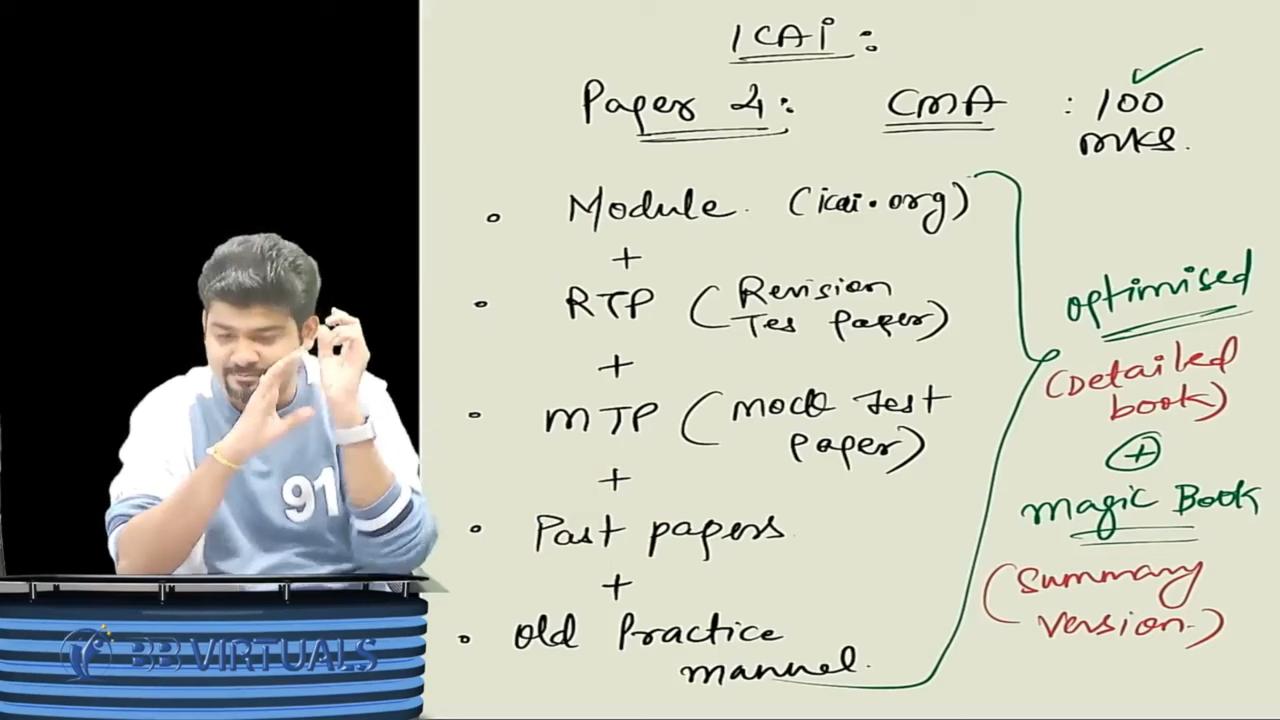 ICAI :
Paper 4 : CMA : 100
mks.
• Module. (icai.org)
+
• RTP (Revision
Tes paper)
+
• MTP (Mock Test
paper)
+
• Past papers
+
• Old Practice
manual.
optimised
(Detailed
book)
+
Magic Book
(Summary
version.)
91
BB VIRTUALS